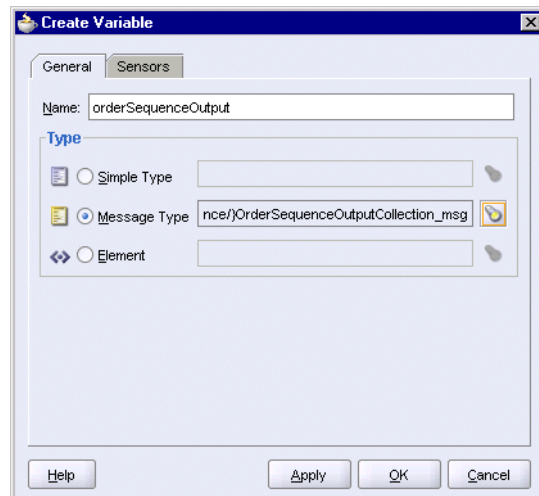 Create Variable
General Sensors
Name: orderSequenceOutput
Type
Simple Type
Message Type nce/}OrderSequenceOutputCollection_msg
Element
Help Apply OK Cancel